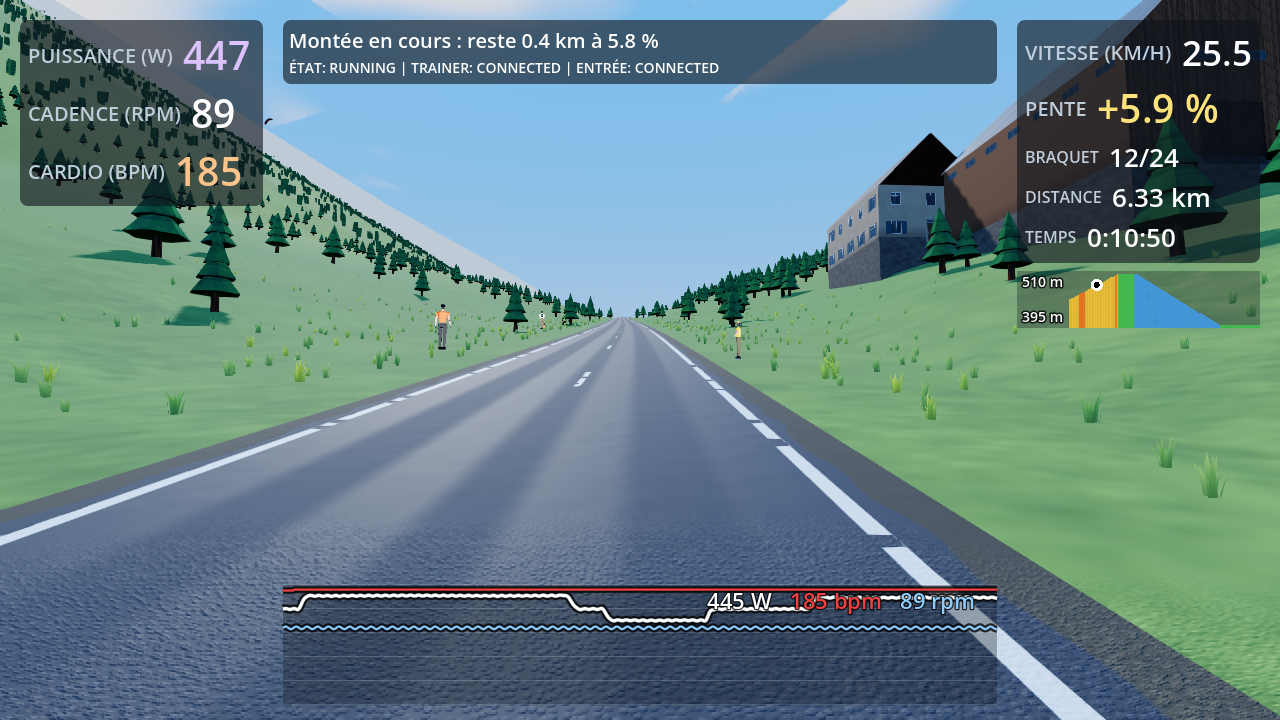 PUISSANCE (W) 447
CADENCE (RPM) 89
CARDIO (BPM) 185
Montée en cours : reste 0.4 km à 5.8 %
ÉTAT: RUNNING | TRAINER: CONNECTED | ENTRÉE: CONNECTED
VITESSE (KM/H) 25.5
PENTE +5.9 %
BRAQUET 12/24
DISTANCE 6.33 km
TEMPS 0:10:50
510 m
395 m
445 W 185 bpm 89 rpm